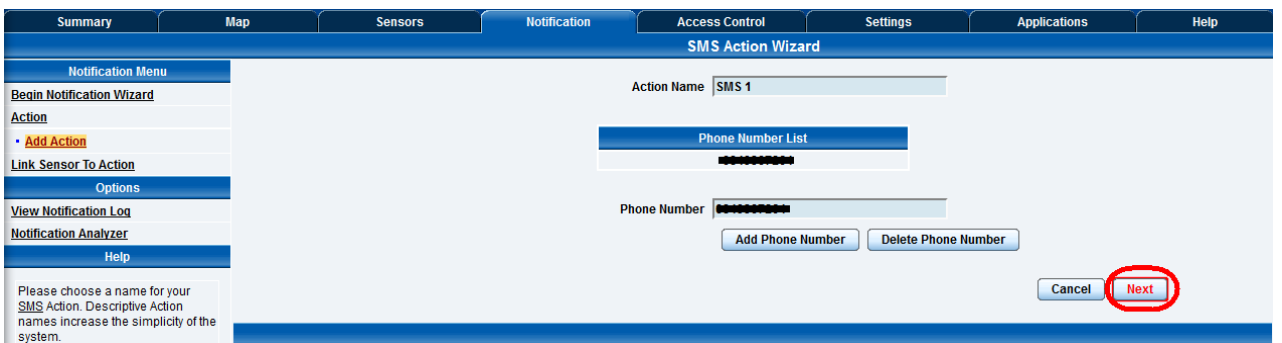 Summary Map Sensors Notification Access Control Settings Applications Help
SMS Action Wizard
Notification Menu
Begin Notification Wizard
Action
Add Action
Link Sensor To Action
Options
View Notification Log
Notification Analyzer
Help
Please choose a name for your
SMS Action. Descriptive Action
names increase the simplicity of the
system.
Action Name SMS 1
Phone Number List
Phone Number
Add Phone Number Delete Phone Number
Cancel Next